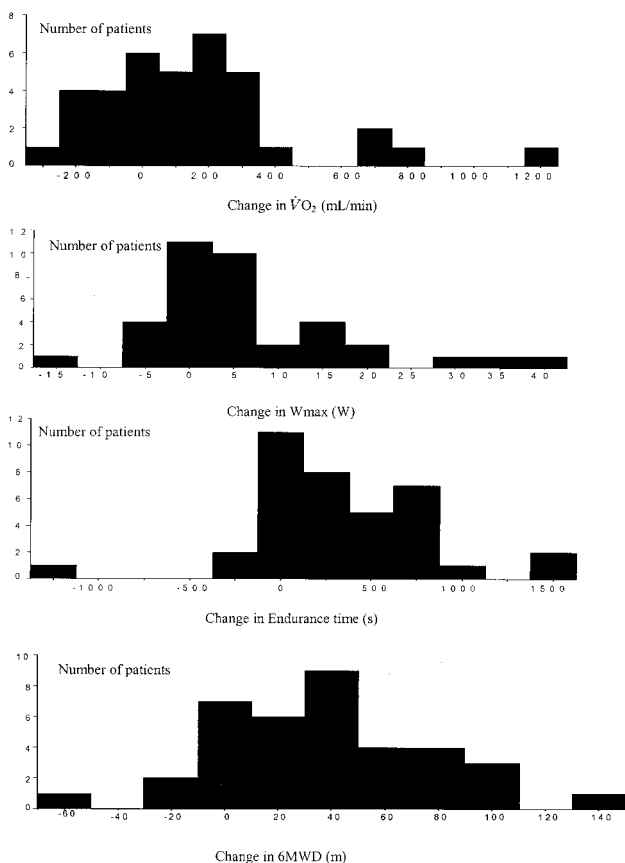 Number of patients
8
6
4
2
0
-200 0 200 400 600 800 1000 1200
Change in V̇O₂ (mL/min)
Number of patients
12
10
8
6
4
2
0
-15 -10 -5 0 5 10 15 20 25 30 35 40
Change in Wmax (W)
Number of patients
12
10
8
6
4
2
0
-1000 -500 0 500 1000 1500
Change in Endurance time (s)
Number of patients
10
8
6
4
2
0
-60 -40 -20 0 20 40 60 80 100 120 140
Change in 6MWD (m)